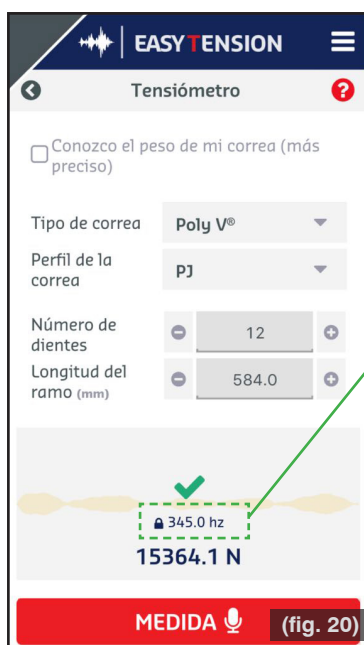 EASYTENSION
Tensiómetro
?
Conozco el peso de mi correa (más
preciso)
Tipo de correa Poly V®
Perfil de la
correa PJ
Número de
dientes 12
Longitud del
ramo (mm) 584.0
345.0 hz
15364.1 N
MEDIDA
(fig. 20)